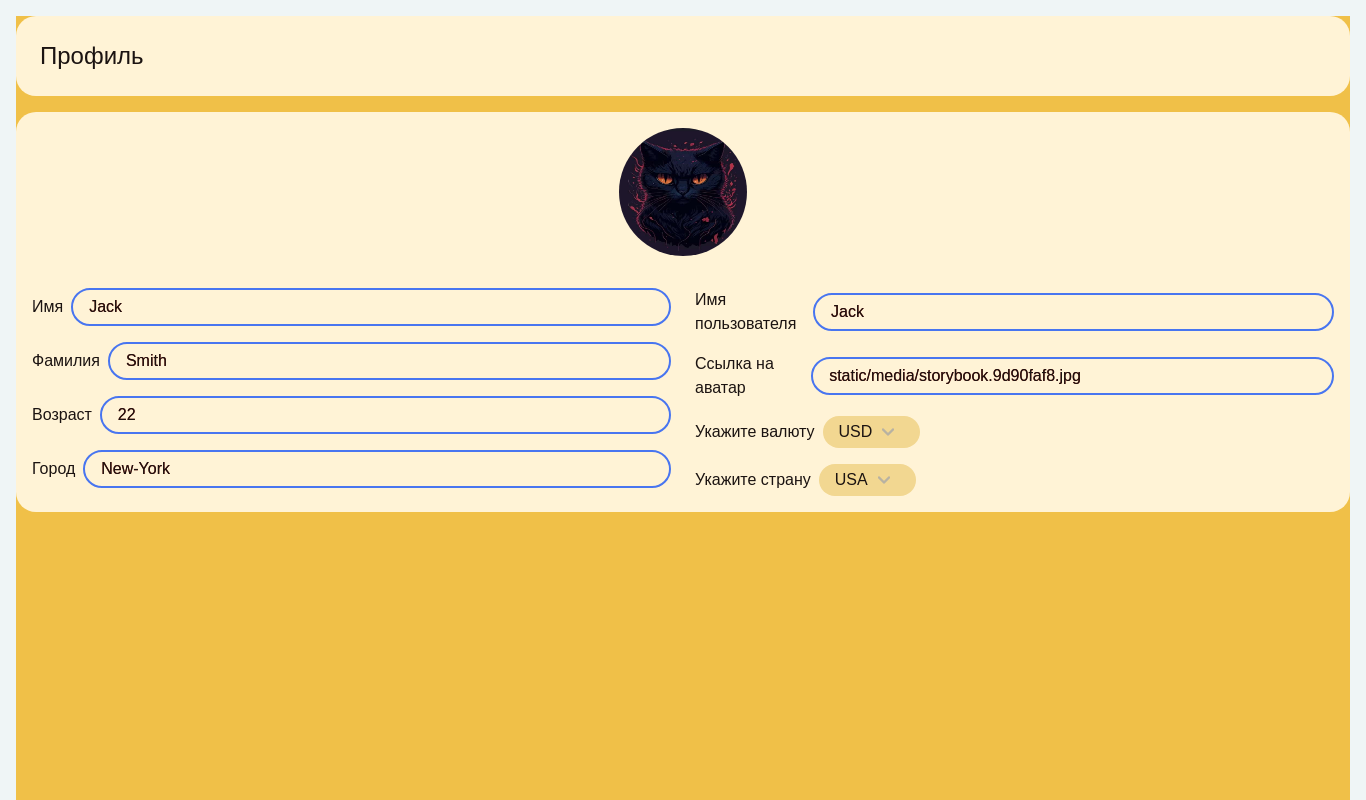 Профиль
Имя
Jack
Фамилия
Smith
Возраст
22
Город
New-York
Имя
пользователя
Jack
Ссылка на
аватар
static/media/storybook.9d90faf8.jpg
Укажите валюту
USD
Укажите страну
USA